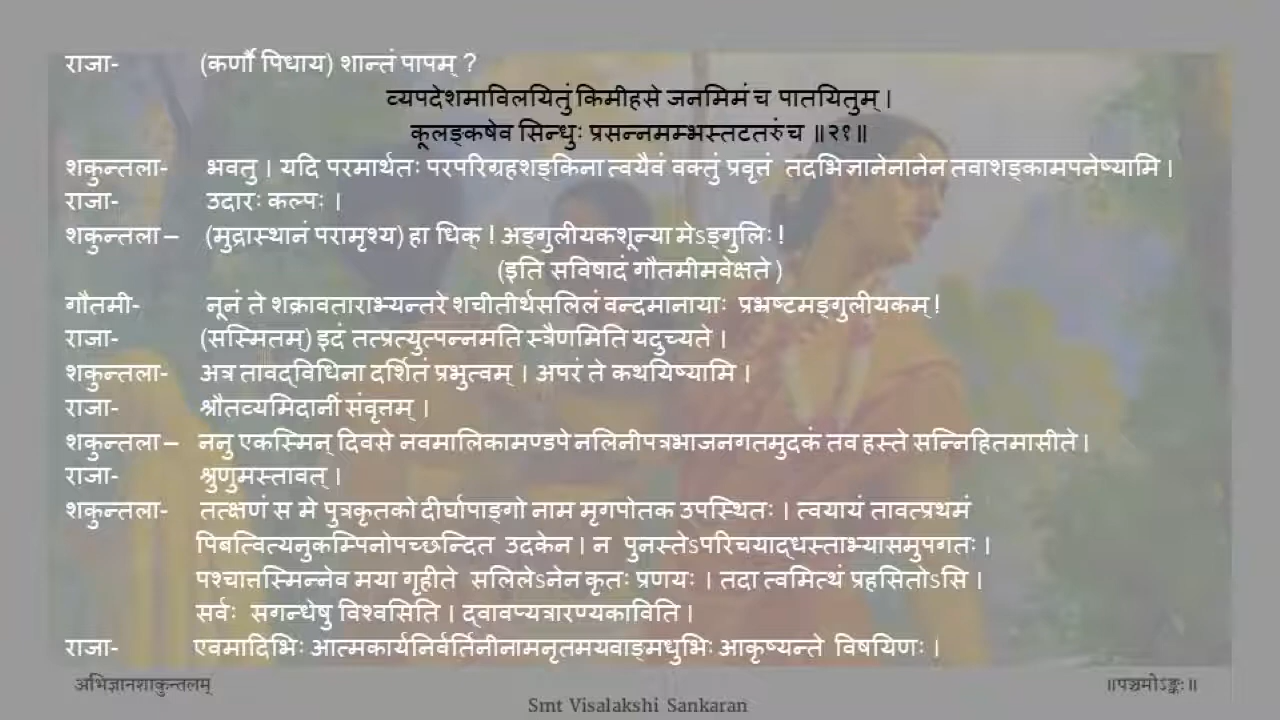 राजा- (कर्णौ पिधाय) शान्तं पापम् ?
व्यपदेशमाविलयितुं किमीहसे जनमिमं च पातयितुम् ।
कूलङ्कषेव सिन्धुः प्रसन्नमम्भस्तटतरुं च ॥२१॥
शकुन्तला- भवतु । यदि परमार्थतः परपरिग्रहशङ्किना त्वयैवं वक्तुं प्रवृत्तं तदभिज्ञानेनानेन तवाशङ्कामपनेष्यामि ।
राजा- उदारः कल्पः ।
शकुन्तला – (मुद्रास्थानं परामृश्य) हा धिक् ! अङ्गुलीयकशून्या मेऽङ्गुलिः !
(इति सविषादं गौतमीमवेक्षते )
गौतमी- नूनं ते शक्रावताराभ्यन्तरे शचीतीर्थसलिलं वन्दमानायाः प्रभ्रष्टमङ्गुलीयकम् !
राजा- (सस्मितम्) इदं तत्प्रत्युत्पन्नमति स्त्रैणमिति यदुच्यते ।
शकुन्तला- अत्र तावद्विधिना दर्शितं प्रभुत्वम् । अपरं ते कथयिष्यामि ।
राजा- श्रौतव्यमिदानीं संवृत्तम् ।
शकुन्तला – ननु एकस्मिन् दिवसे नवमालिकामण्डपे नलिनीपत्रभाजनगतमुदकं तव हस्ते सन्निहितमासीते ।
राजा- श्रुणुमस्तावत् ।
शकुन्तला- तत्क्षणं स मे पुत्रकृतको दीर्घापाङ्गो नाम मृगपोतक उपस्थितः । त्वयायं तावत्प्रथमं
पिबत्वित्यनुकम्पिनोपच्छन्दित उदकेन । न पुनस्तेऽपरिचयाद्धस्ताभ्यासमुपगतः ।
पश्चात्तस्मिन्नेव मया गृहीते सलिलेऽनेन कृतः प्रणयः । तदा त्वमित्थं प्रहसितोऽसि ।
सर्वः सगन्धेषु विश्वसिति । द्वावप्यत्रारण्यकाविति ।
राजा- एवमादिभिः आत्मकार्यनिर्वर्तिनीनामनृतमयवाङ्मधुभिः आकृष्यन्ते विषयिणः ।
अभिज्ञानशाकुन्तलम् ॥पञ्चमोऽङ्कः॥
Smt Visalakshi Sankaran